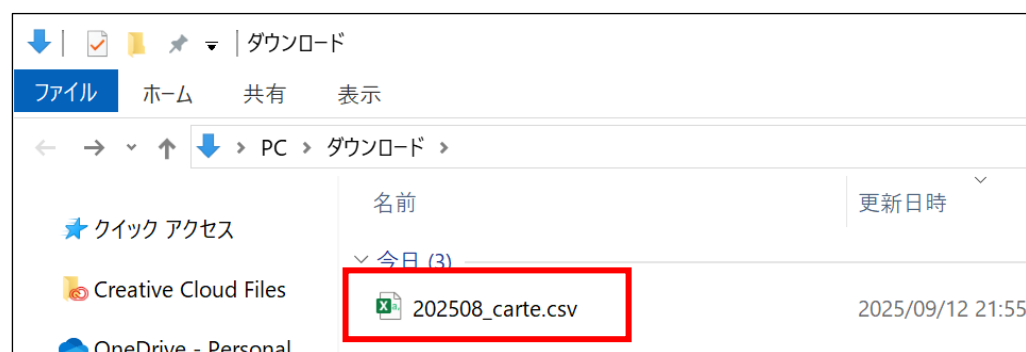 ダウンロード
ファイル ホーム 共有 表示
PC ダウンロード
名前 更新日時
クイック アクセス
今日 (3)
Creative Cloud Files
202508_carte.csv 2025/09/12 21:55
OneDrive - Personal